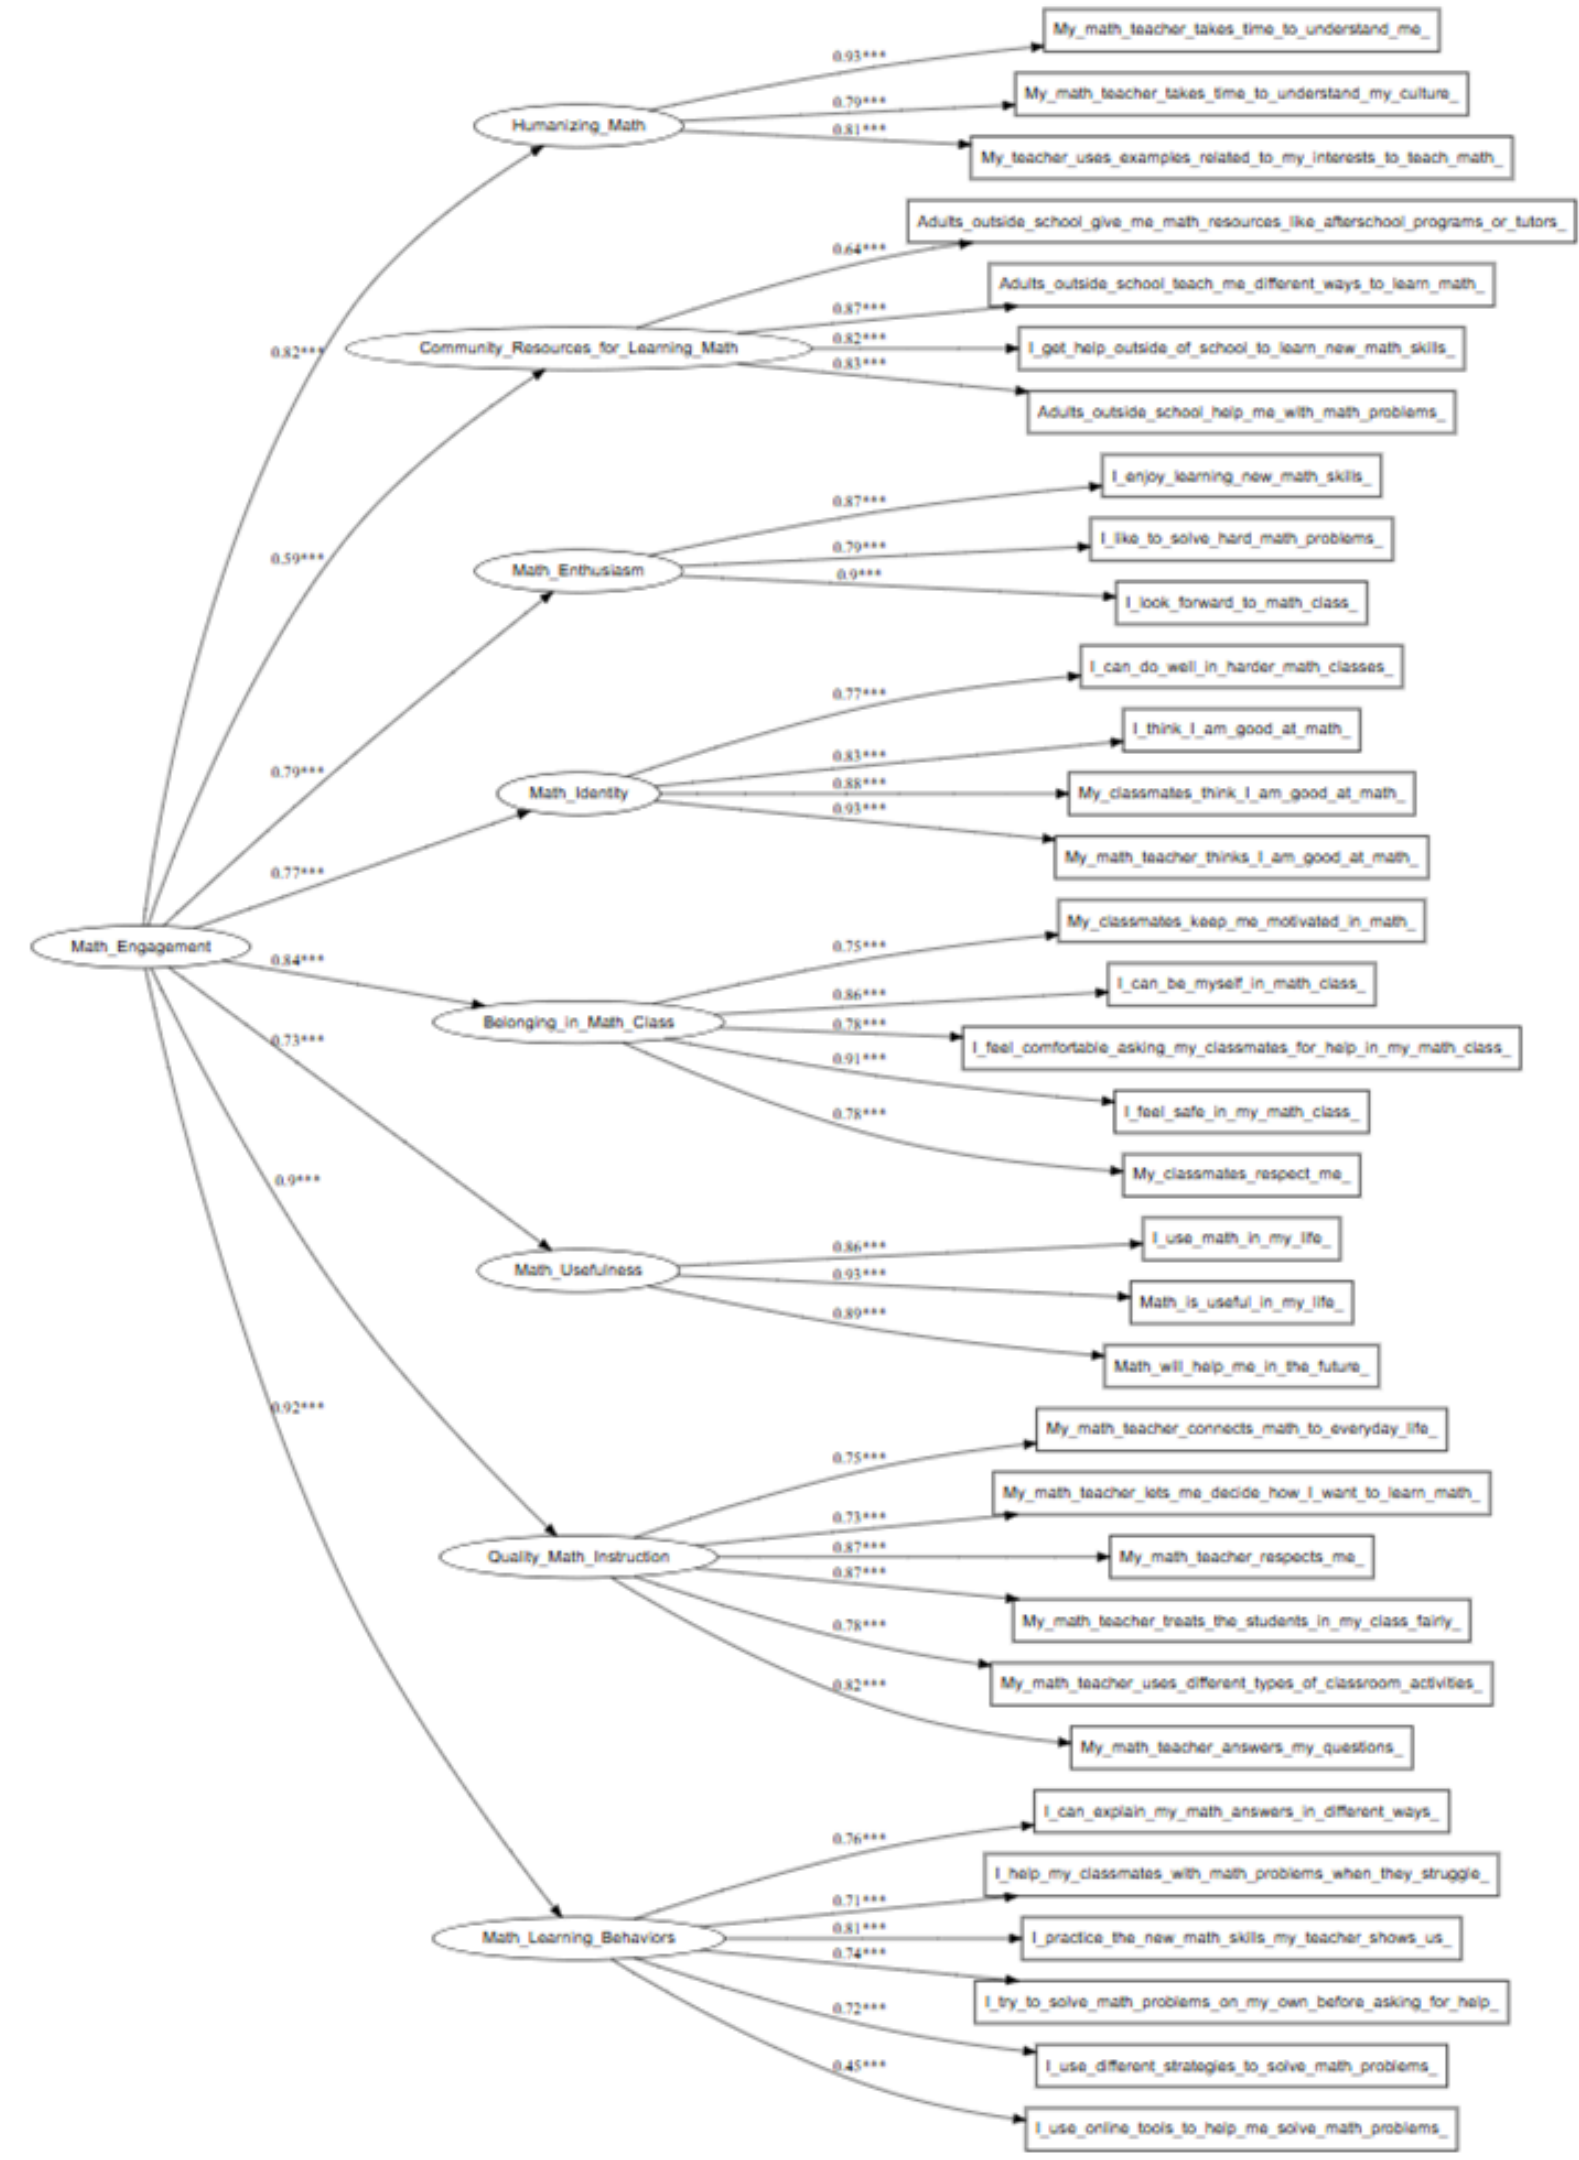 My_math_teacher_takes_time_to_understand_me_
0.93***
My_math_teacher_takes_time_to_understand_my_culture_
0.79***
Humanizing_Math
0.81***
My_teacher_uses_examples_related_to_my_interests_to_teach_math_
Adults_outside_school_give_me_math_resources_like_afterschool_programs_or_tutors_
0.64***
Adults_outside_school_teach_me_different_ways_to_learn_math_
0.87***
0.82***
Community_Resources_for_Learning_Math
I_get_help_outside_of_school_to_learn_new_math_skills_
0.82***
0.83***
Adults_outside_school_help_me_with_math_problems_
I_enjoy_learning_new_math_skills_
0.87***
I_like_to_solve_hard_math_problems_
0.79***
0.59***
Math_Enthusiasm
0.9***
I_look_forward_to_math_class_
I_can_do_well_in_harder_math_classes_
0.77***
I_think_I_am_good_at_math_
0.83***
0.79***
0.88***
Math_Identity
My_classmates_think_I_am_good_at_math_
0.93***
My_math_teacher_thinks_I_am_good_at_math_
0.77***
My_classmates_keep_me_motivated_in_math_
0.75***
Math_Engagement
0.84***
I_can_be_myself_in_math_class_
0.86***
Belonging_in_Math_Class
0.78***
I_feel_comfortable_asking_my_classmates_for_help_in_my_math_class_
0.73***
0.91***
I_feel_safe_in_my_math_class_
0.78***
My_classmates_respect_me_
0.9***
I_use_math_in_my_life_
0.86***
Math_Usefulness
0.93***
Math_is_useful_in_my_life_
0.89***
Math_will_help_me_in_the_future_
0.92***
My_math_teacher_connects_math_to_everyday_life_
0.75***
My_math_teacher_lets_me_decide_how_I_want_to_learn_math_
0.73***
0.87***
Quality_Math_Instruction
My_math_teacher_respects_me_
0.87***
My_math_teacher_treats_the_students_in_my_class_fairly_
0.78***
My_math_teacher_uses_different_types_of_classroom_activities_
0.82***
My_math_teacher_answers_my_questions_
I_can_explain_my_math_answers_in_different_ways_
0.76***
I_help_my_classmates_with_math_problems_when_they_struggle_
0.71***
0.81***
Math_Learning_Behaviors
I_practice_the_new_math_skills_my_teacher_shows_us_
0.74***
I_try_to_solve_math_problems_on_my_own_before_asking_for_help_
0.72***
I_use_different_strategies_to_solve_math_problems_
0.45***
I_use_online_tools_to_help_me_solve_math_problems_